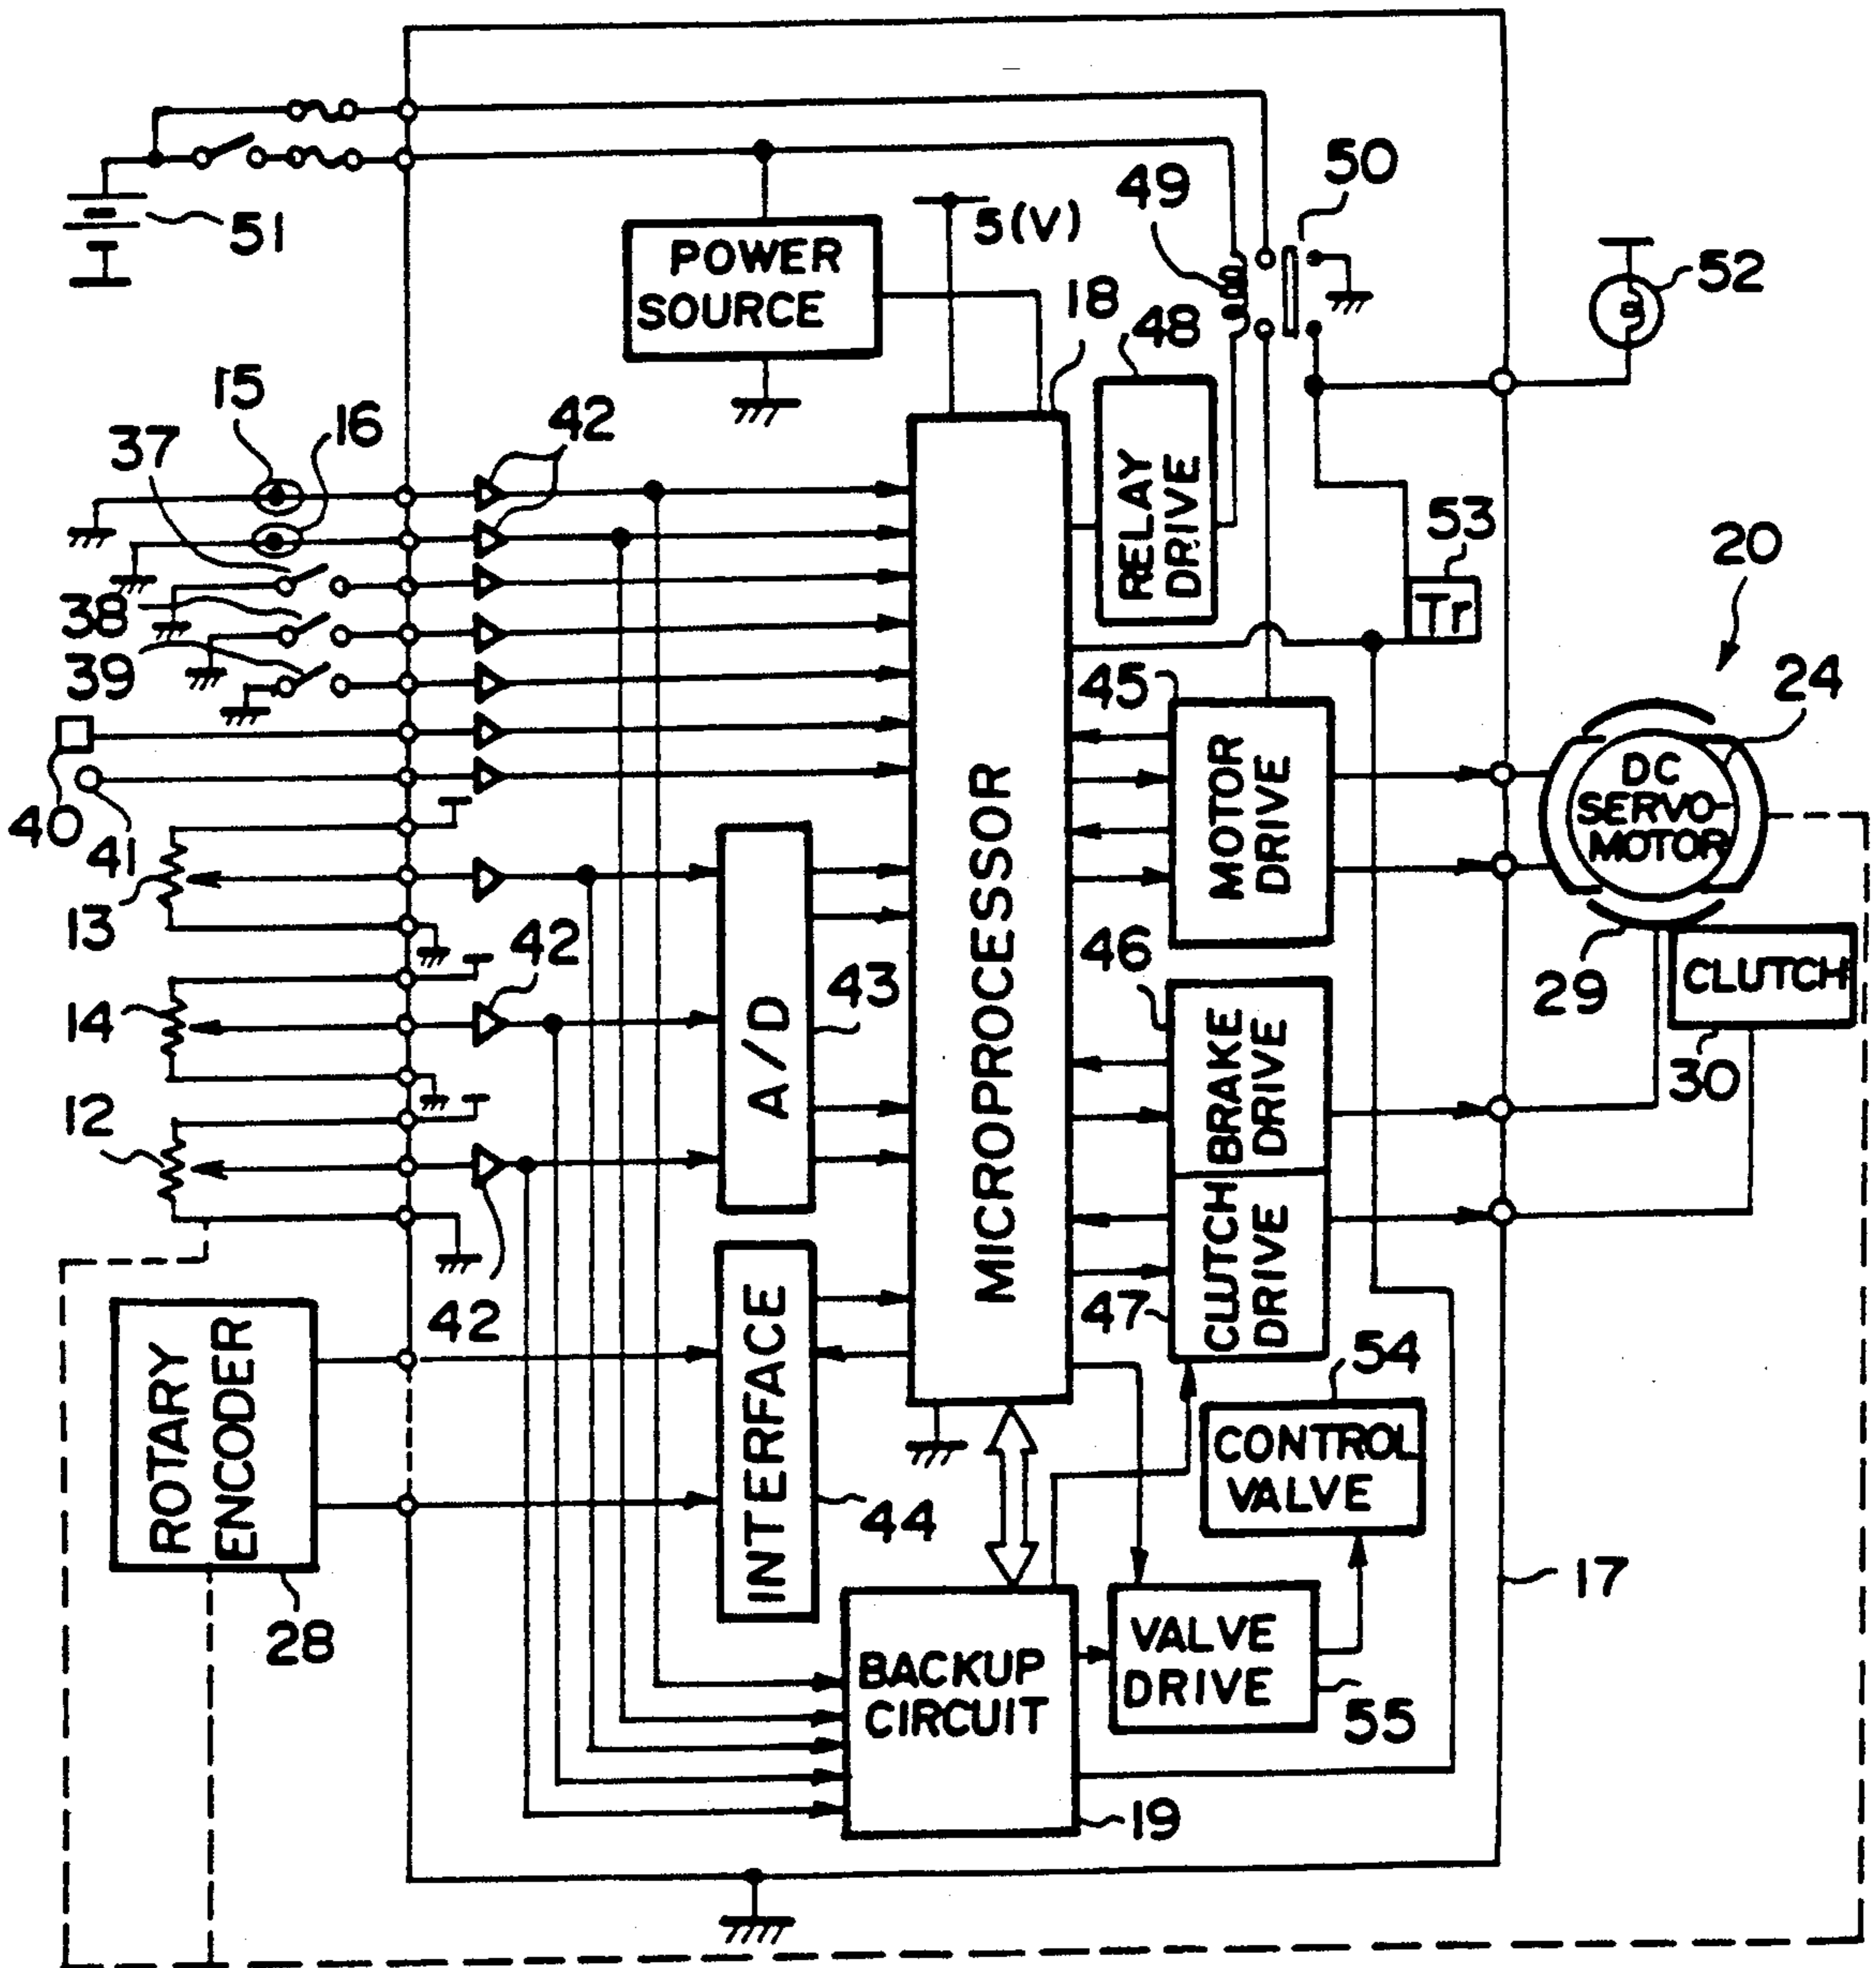 51
POWER
SOURCE
5(V)
49
50
52
18
48
15
16
37
42
38
39
RELAY
DRIVE
53
Tr
20
45
24
MOTOR
DRIVE
DC
SERVO-
MOTOR
40
41
13
42
14
43
A/D
MICROPROCESSOR
46
29
CLUTCH
30
BRAKE
DRIVE
12
42
CLUTCH
DRIVE
47
ROTARY
ENCODER
28
INTERFACE
44
54
CONTROL
VALVE
17
BACKUP
CIRCUIT
VALVE
DRIVE
55
19